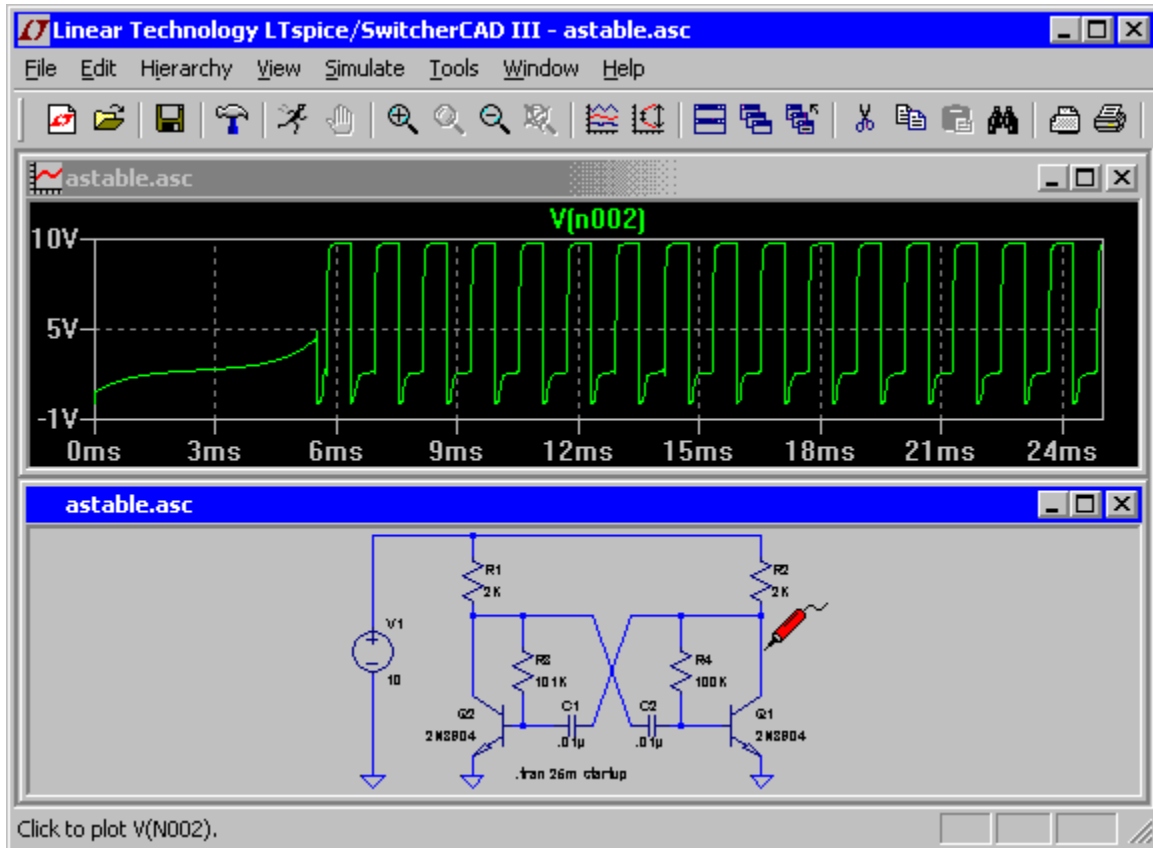 Linear Technology LTspice/SwitcherCAD III - astable.asc
File Edit Hierarchy View Simulate Tools Window Help
astable.asc
V(n002)
10V
5V
-1V
0ms 3ms 6ms 9ms 12ms 15ms 18ms 21ms 24ms
astable.asc
R1
2K
R2
2K
V1
10
R3
101K
R4
100K
C1
.01µ
C2
.01µ
Q2
2N3904
Q1
2N3904
.tran 26m startup
Click to plot V(N002).